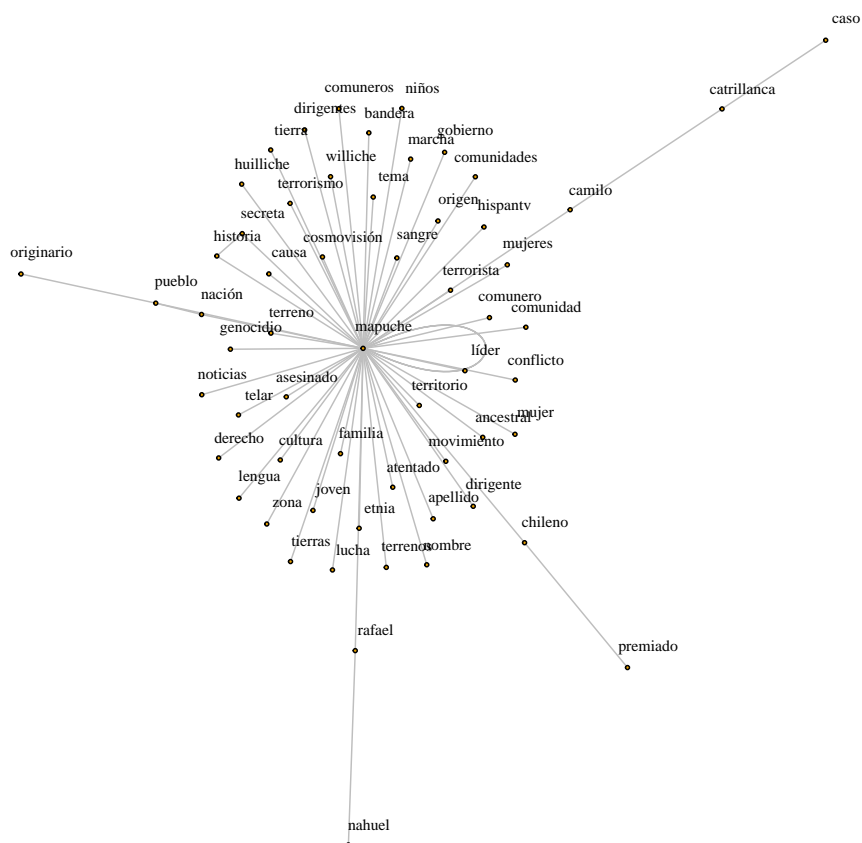 caso
comuneros
niños
catrillanca
dirigentes
bandera
tierra
marcha
gobierno
huilliche
williche
comunidades
terrorismo
tema
camilo
secreta
origen
hispantv
historia
cosmovisión
sangre
mujeres
originario
causa
terrorista
pueblo
nación
comunero
comunidad
terreno
genocidio
mapuche
líder
conflicto
noticias
asesinado
territorio
telar
ancestral
mujer
derecho
cultura
familia
movimiento
lengua
joven
atentado
dirigente
zona
etnia
apellido
chileno
tierras
lucha
terrenos
nombre
rafael
premiado
nahuel